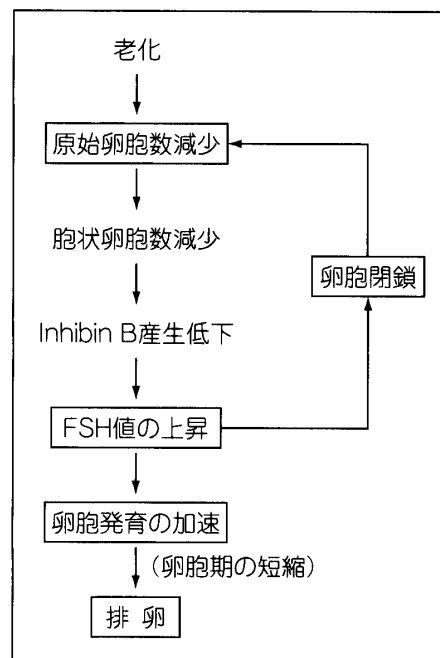 老化
原始卵胞数減少
胞状卵胞数減少
卵胞閉鎖
Inhibin B産生低下
FSH値の上昇
卵胞発育の加速
(卵胞期の短縮)
排 卵